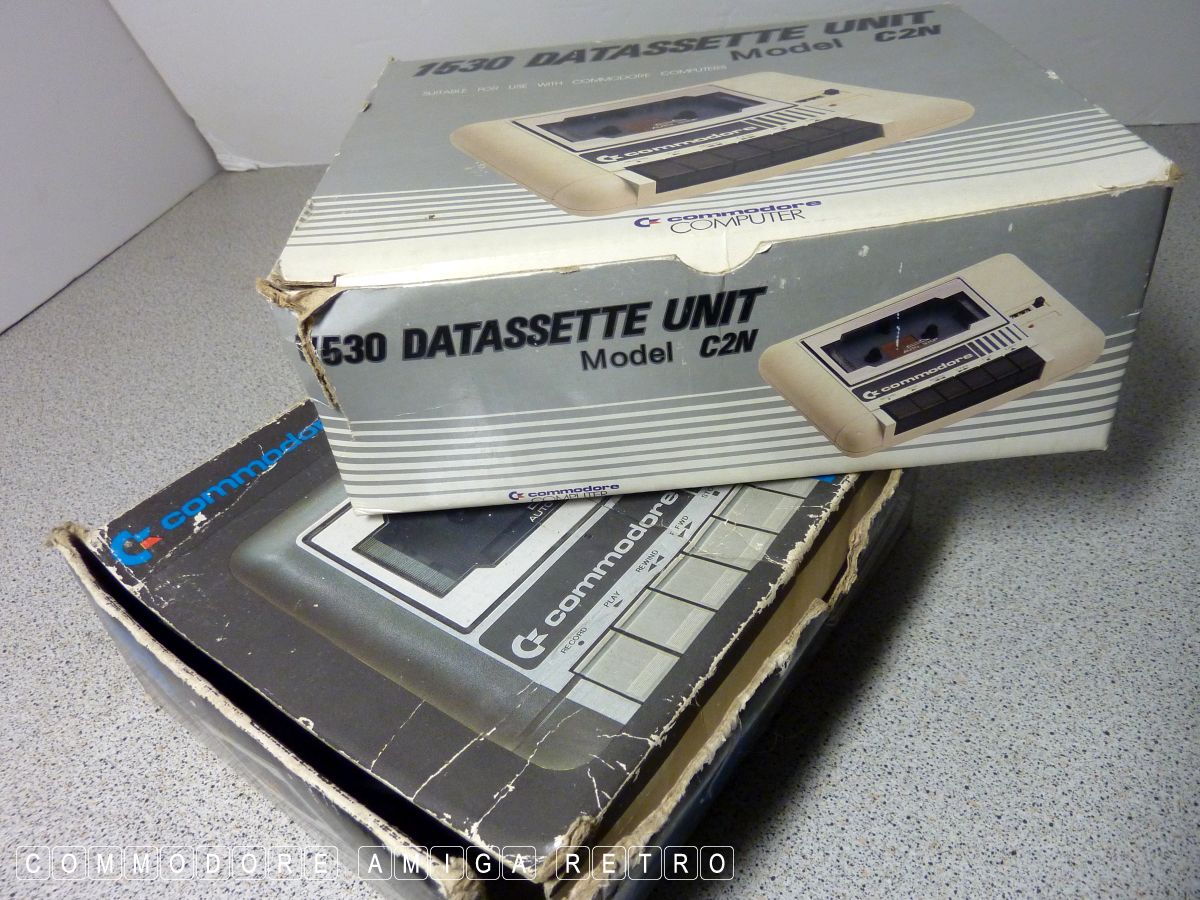 1530 DATASSETTE UNIT
Model C2N
SUITABLE FOR USE WITH COMMODORE COMPUTERS
commodore
commodore
COMPUTER
1530 DATASSETTE UNIT
Model C2N
commodore
commodore
COMPUTER
commodore
commodore
RECORD
PLAY
REWIND
F.FWD
COMMODORE AMIGA RETRO